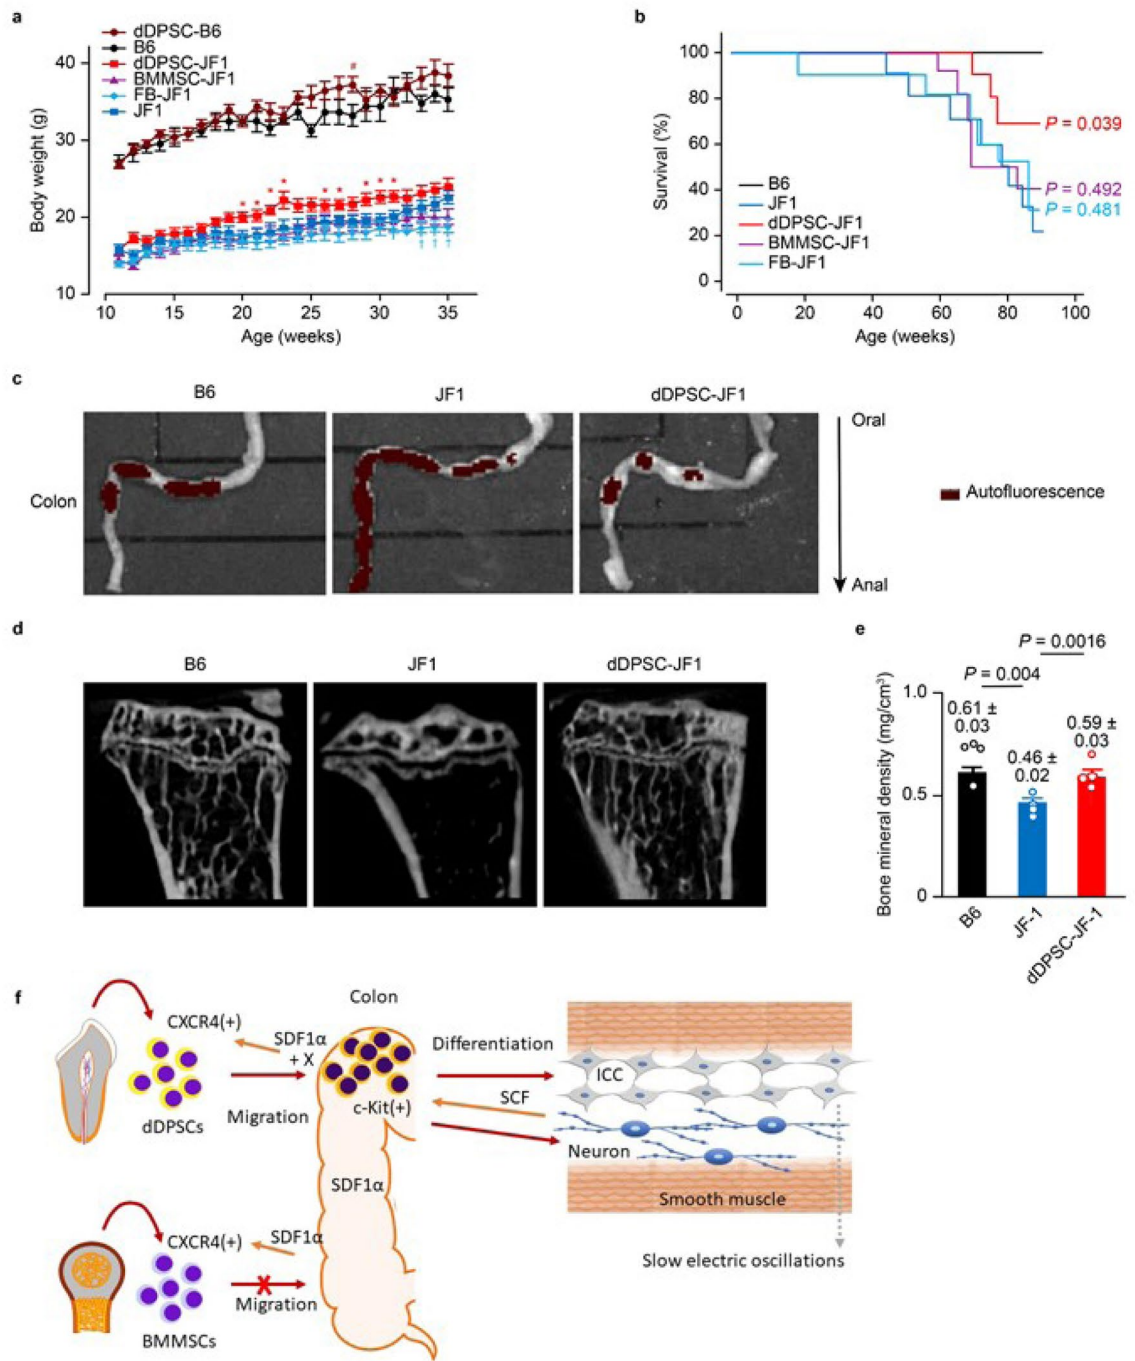 a
dDPSC-B6
B6
dDPSC-JF1
BMMSC-JF1
FB-JF1
JF1
40
30
20
10
Body weight (g)
#
* * * * * * * * *
† † †
10 15 20 25 30 35
Age (weeks)
b
100
80
60
40
20
0
Survival (%)
B6
JF1
dDPSC-JF1
BMMSC-JF1
FB-JF1
P = 0.039
P = 0.492
P = 0.481
0 20 40 60 80 100
Age (weeks)
c
B6 JF1 dDPSC-JF1
Colon
Oral
Anal
Autofluorescence
d
B6 JF1 dDPSC-JF1
e
P = 0.0016
P = 0.004
1.0
0.5
0
Bone mineral density (mg/cm³)
0.61 ±
0.03
0.46 ±
0.02
0.59 ±
0.03
B6
JF-1
dDPSC-JF-1
f
CXCR4(+)
SDF1α
+ X
dDPSCs
Migration
Colon
c-Kit(+)
SDF1α
Differentiation
SCF
ICC
Neuron
Smooth muscle
Slow electric oscillations
CXCR4(+)
SDF1α
Migration
BMMSCs